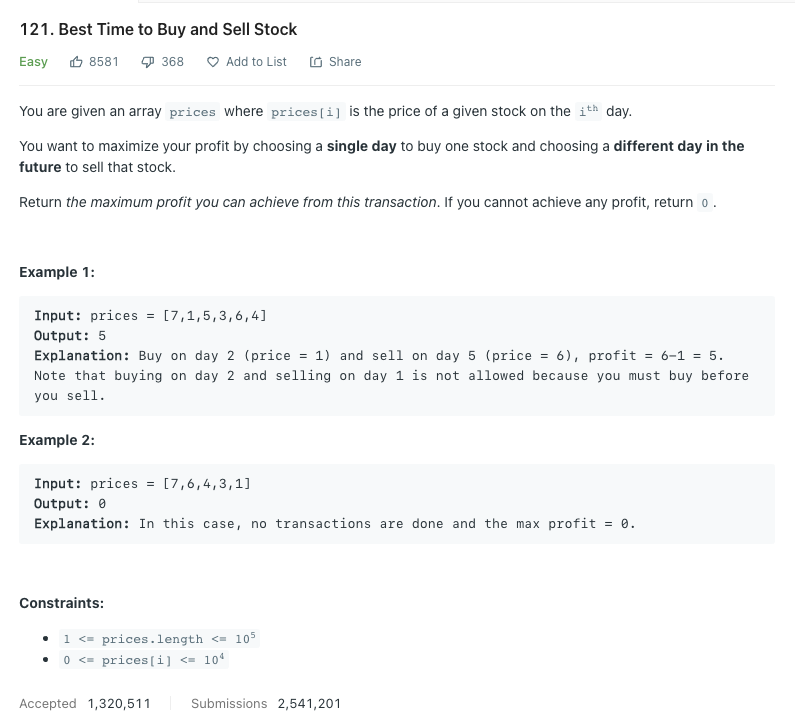 121. Best Time to Buy and Sell Stock
Easy 8581 368 Add to List Share
You are given an array prices where prices[i] is the price of a given stock on the ith day.
You want to maximize your profit by choosing a single day to buy one stock and choosing a different day in the
future to sell that stock.
Return the maximum profit you can achieve from this transaction. If you cannot achieve any profit, return 0.
Example 1:
Input: prices = [7,1,5,3,6,4]
Output: 5
Explanation: Buy on day 2 (price = 1) and sell on day 5 (price = 6), profit = 6-1 = 5.
Note that buying on day 2 and selling on day 1 is not allowed because you must buy before
you sell.
Example 2:
Input: prices = [7,6,4,3,1]
Output: 0
Explanation: In this case, no transactions are done and the max profit = 0.
Constraints:
• 1 <= prices.length <= 10⁵
• 0 <= prices[i] <= 10⁴
Accepted 1,320,511 Submissions 2,541,201